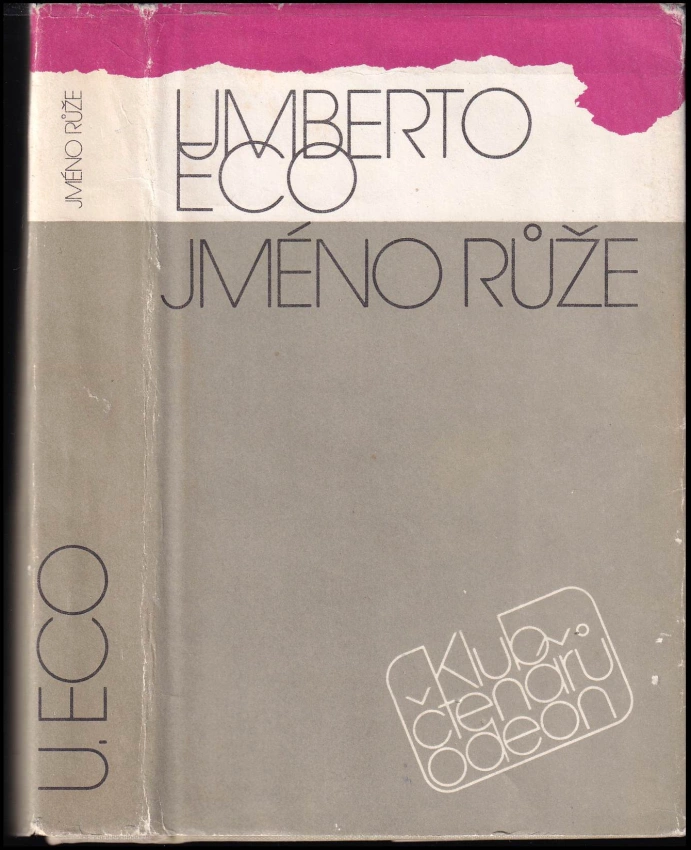 JMÉNO RŮŽE
U. ECO
UMBERTO
ECO
JMÉNO RŮŽE
Klub
čtenářů
odeon